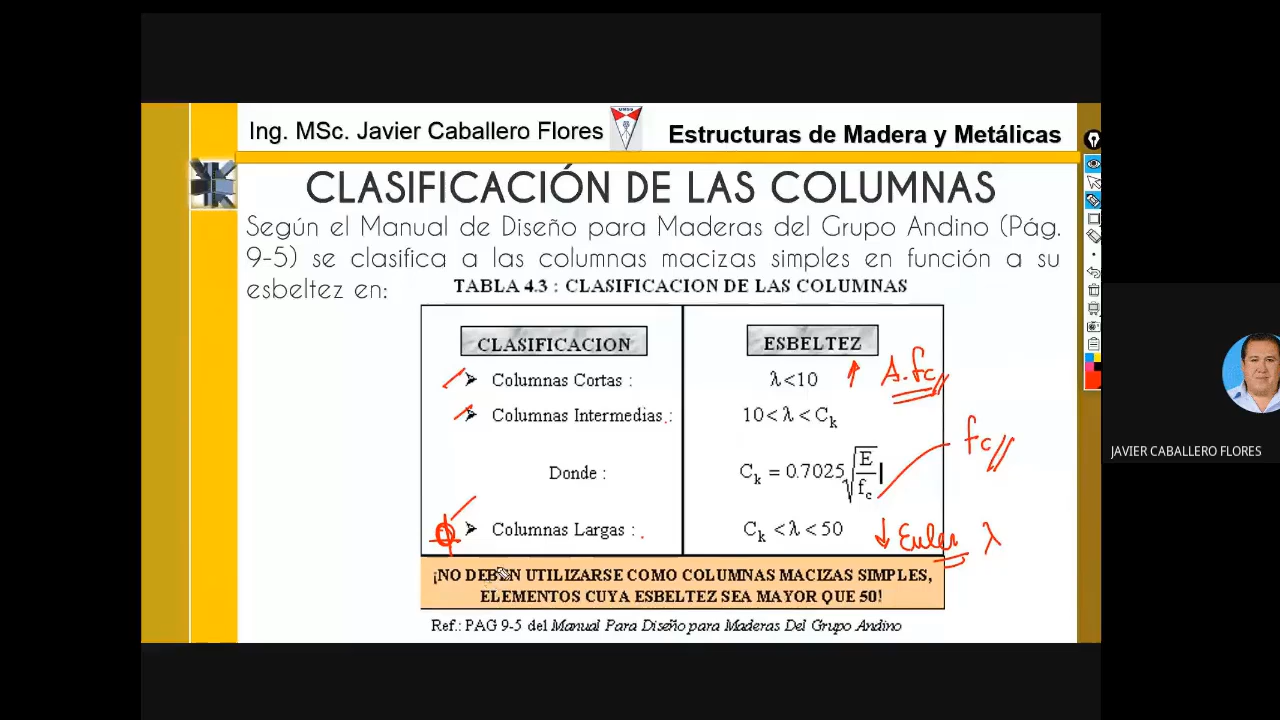 Ing. MSc. Javier Caballero Flores
Estructuras de Madera y Metálicas
CLASIFICACIÓN DE LAS COLUMNAS
Según el Manual de Diseño para Maderas del Grupo Andino (Pág.
9-5) se clasifica a las columnas macizas simples en función a su
esbeltez en:
TABLA 4.3 : CLASIFICACION DE LAS COLUMNAS
CLASIFICACION
ESBELTEZ
Columnas Cortas :
λ<10
↑ A.fc
Columnas Intermedias :
10< λ < Ck
fc
Donde :
Ck = 0.7025 √(E/fc)
Columnas Largas :
Ck < λ < 50
↓ Euler λ
¡NO DEBEN UTILIZARSE COMO COLUMNAS MACIZAS SIMPLES,
ELEMENTOS CUYA ESBELTEZ SEA MAYOR QUE 50!
Ref.: PAG 9-5 del Manual Para Diseño para Maderas Del Grupo Andino
JAVIER CABALLERO FLORES